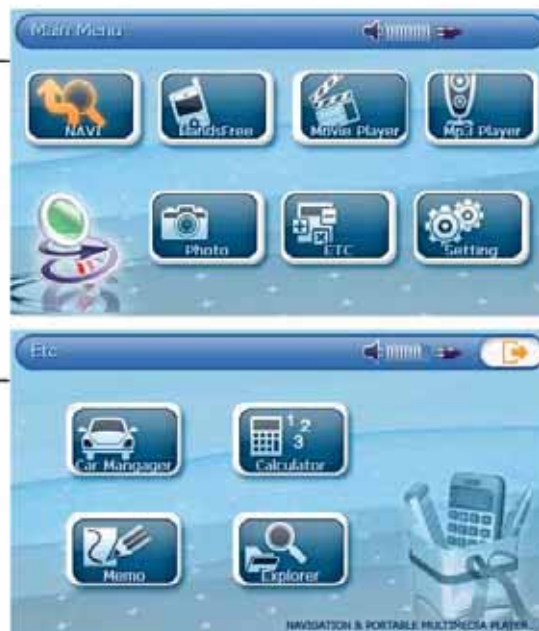 Main Menu
NAVI HandsFree Movie Player Mp3 Player
Photo ETC Setting
Etc
1 2
3
Car Mangager Calculator
Memo Explorer
NAVIGATION & PORTABLE MULTIMEDIA PLAYER